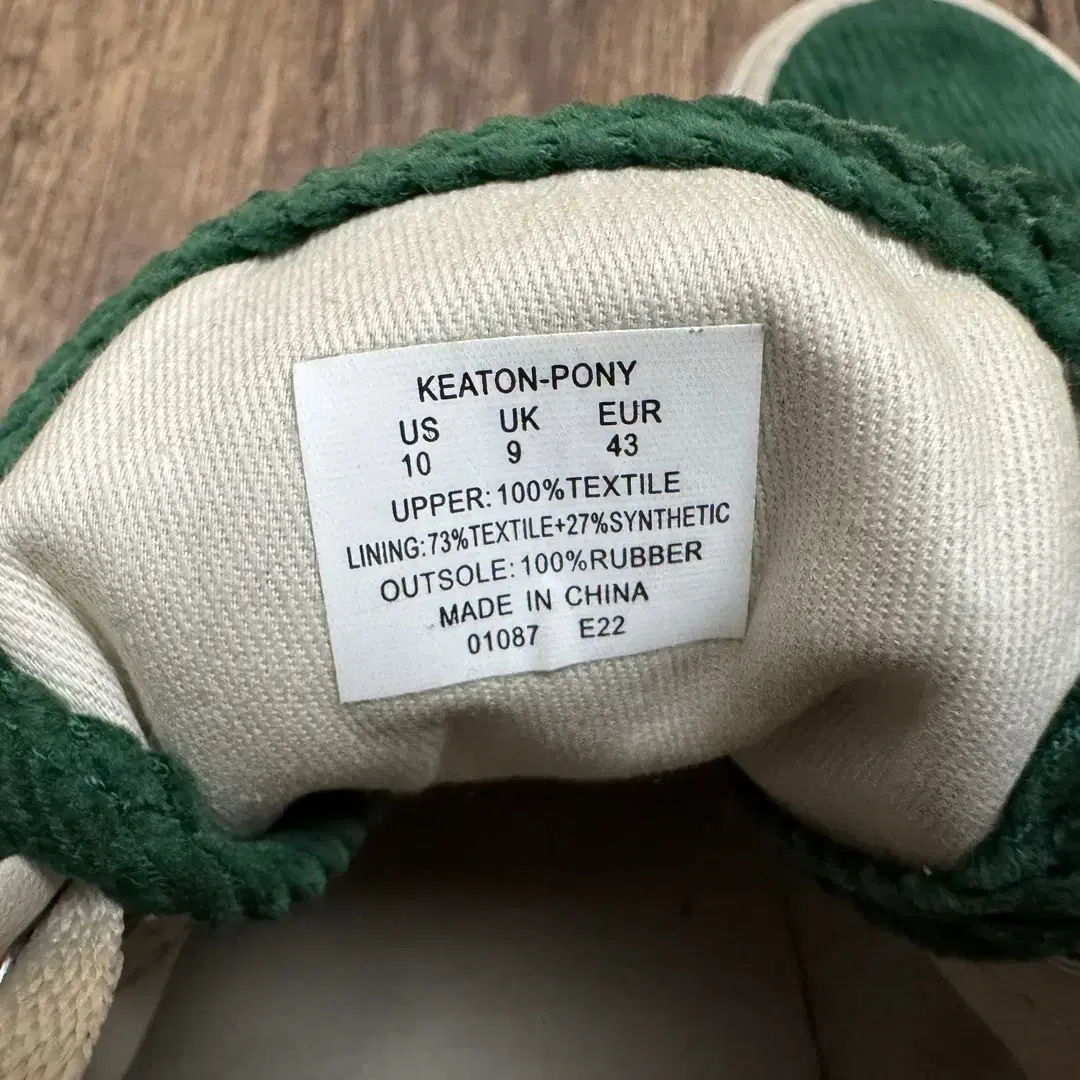 KEATON-PONY
US UK EUR
10 9 43
UPPER: 100%TEXTILE
LINING:73%TEXTILE+27%SYNTHETIC
OUTSOLE: 100%RUBBER
MADE IN CHINA
01087 E22